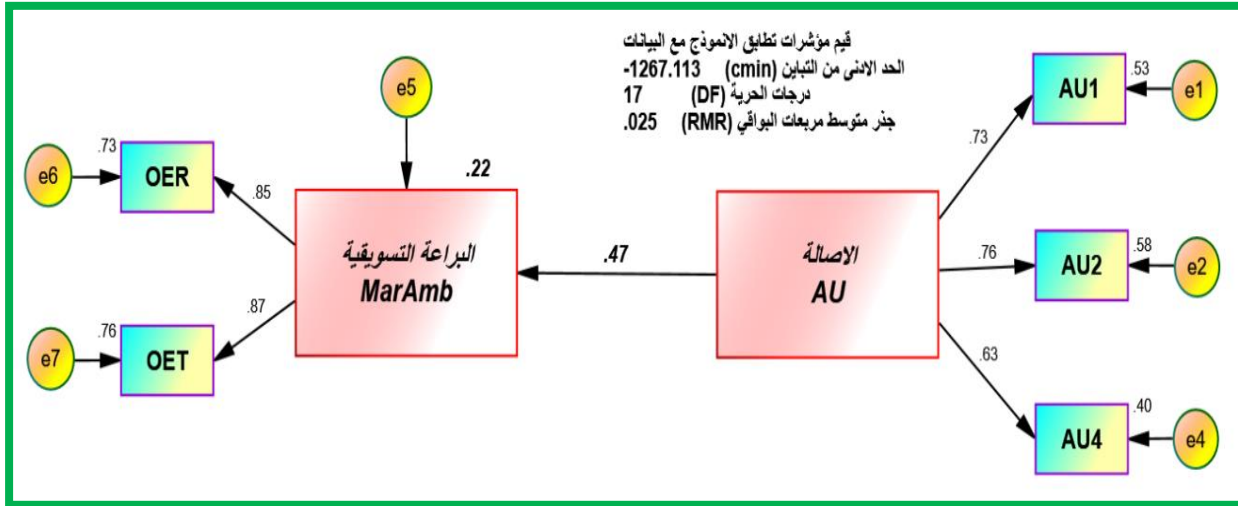 قيم مؤشرات تطابق الانموذج مع البيانات
الحد الادنى من التباين (cmin) -1267.113
درجات الحرية (DF) 17
جذر متوسط مربعات البواقي (RMR) .025
e5
.22
البراعة التسويقية
MarAmb
.47
الاصالة
AU
e6
.73
OER
.85
e7
.76
OET
.87
.73
AU1
.53
e1
.76
AU2
.58
e2
.63
AU4
.40
e4